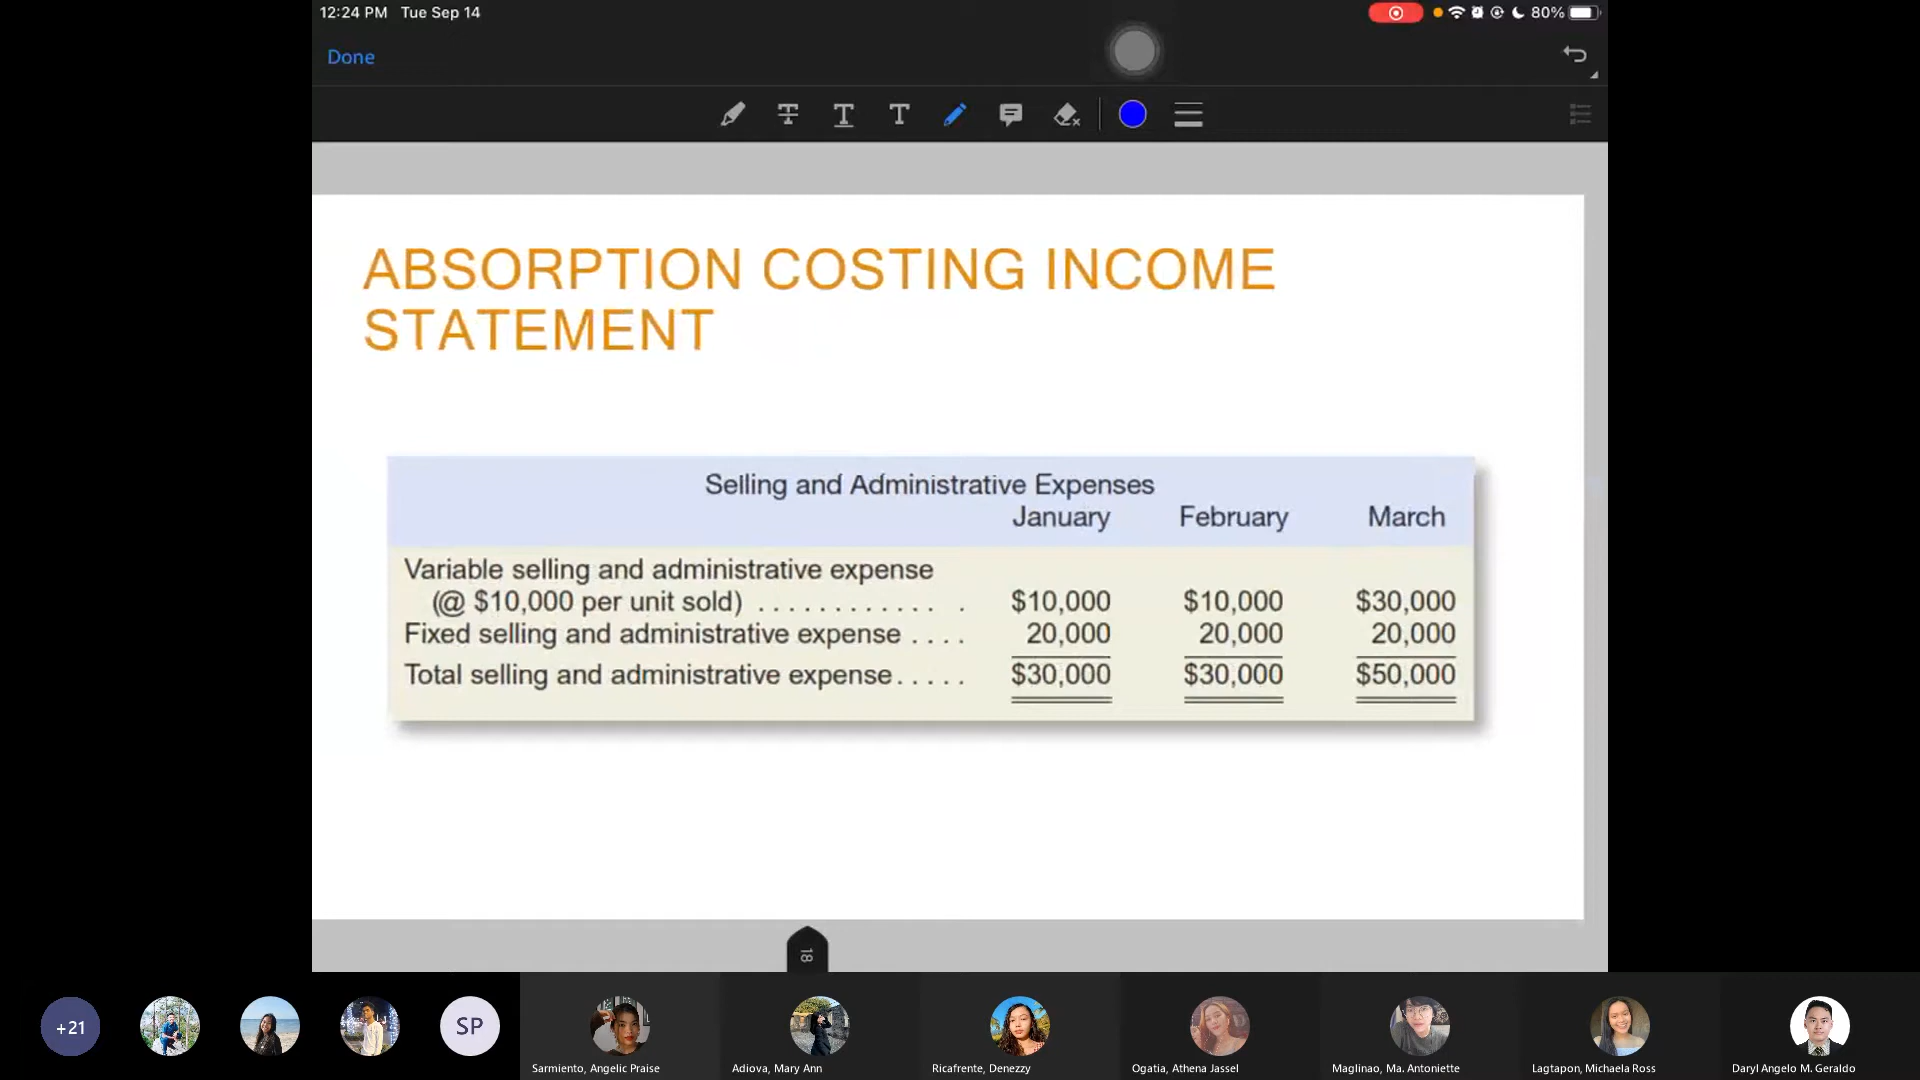 12:24 PM Tue Sep 14
80%
Done
ABSORPTION COSTING INCOME
STATEMENT
Selling and Administrative Expenses
January February March
Variable selling and administrative expense
(@ $10,000 per unit sold) . . . . . . . . . . . . . $10,000 $10,000 $30,000
Fixed selling and administrative expense . . . . 20,000 20,000 20,000
Total selling and administrative expense . . . . . $30,000 $30,000 $50,000
18
+21
SP
Sarmiento, Angelic Praise
Adiova, Mary Ann
Ricafrente, Denezzy
Ogatia, Athena Jassel
Maglinao, Ma. Antoniette
Lagtapon, Michaela Ross
Daryl Angelo M. Geraldo